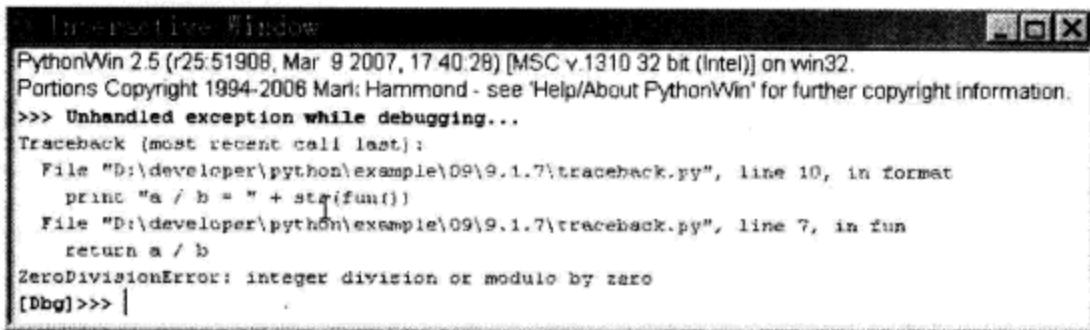 Interactive Window
PythonWin 2.5 (r25:51908, Mar 9 2007, 17:40:28) [MSC v.1310 32 bit (Intel)] on win32.
Portions Copyright 1994-2006 Mark Hammond - see 'Help/About PythonWin' for further copyright information.
>>> Unhandled exception while debugging...
Traceback (most recent call last):
  File "D:\developer\python\example\09\9.1.7\traceback.py", line 10, in format
    print "a / b = " + str(fun())
  File "D:\developer\python\example\09\9.1.7\traceback.py", line 7, in fun
    return a / b
ZeroDivisionError: integer division or modulo by zero
[Dbg]>>>